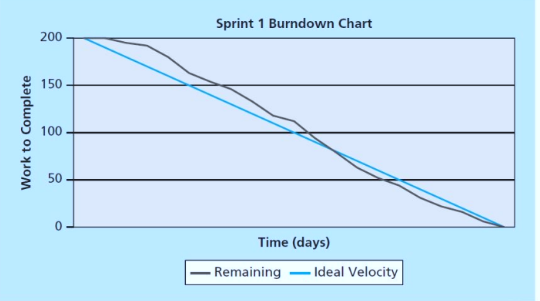 Sprint 1 Burndown Chart
Work to Complete
200
150
100
50
0
Time (days)
Remaining Ideal Velocity